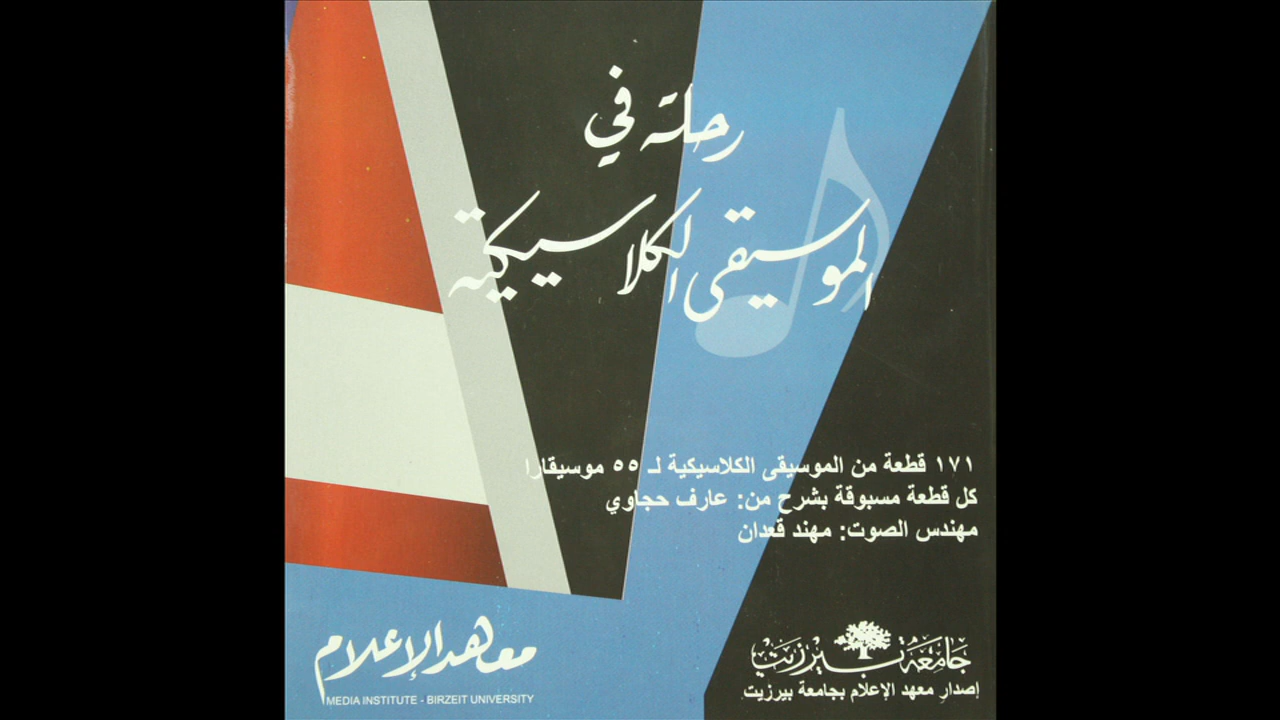 رحلة في
الموسيقى الكلاسيكية
١٧١ قطعة من الموسيقى الكلاسيكية لـ ٥٥ موسيقارا
كل قطعة مسبوقة بشرح من: عارف حجاوي
مهندس الصوت: مهند قعدان
معهد الإعلام
MEDIA INSTITUTE - BIRZEIT UNIVERSITY
جامعة بيرزيت
إصدار معهد الإعلام بجامعة بيرزيت